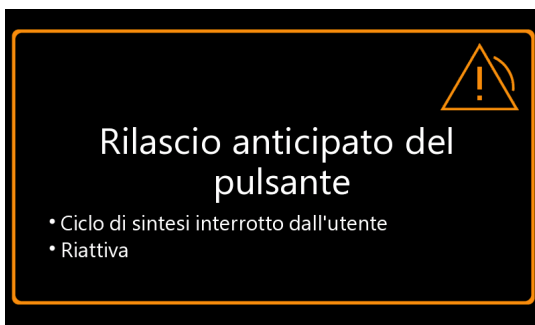 Rilascio anticipato del
pulsante
• Ciclo di sintesi interrotto dall'utente
• Riattiva